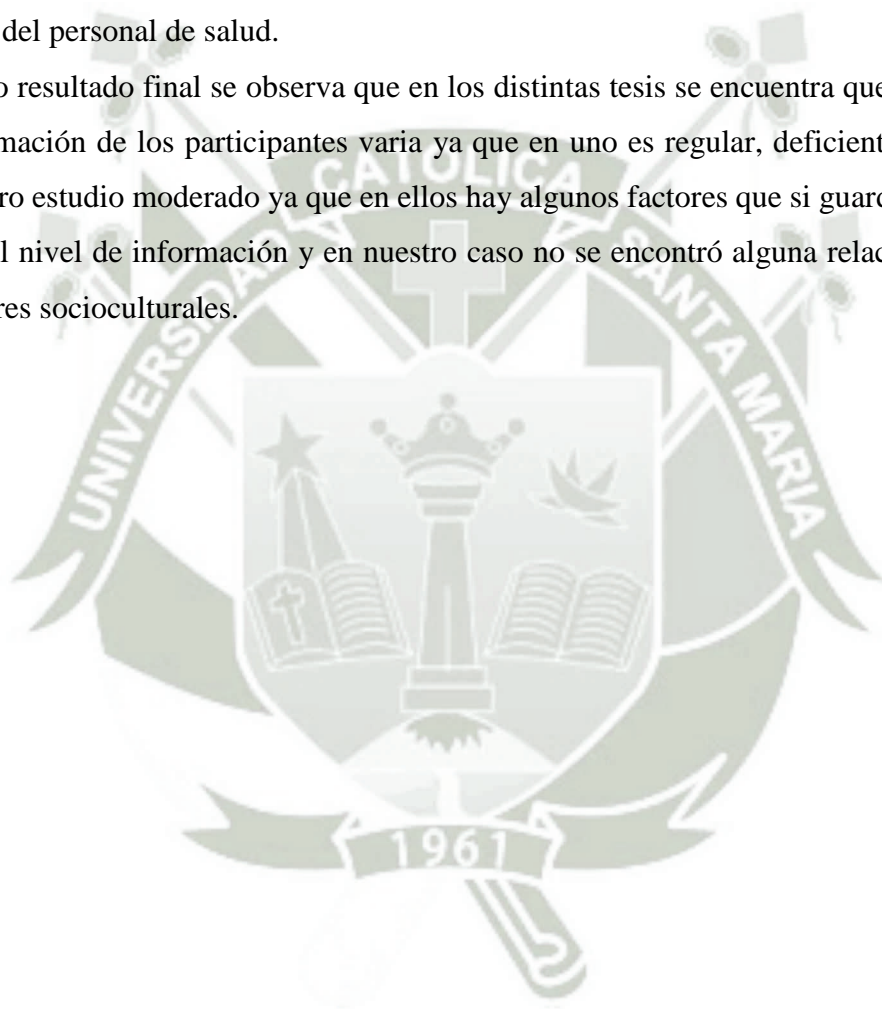 del personal de salud.
o resultado final se observa que en los distintas tesis se encuentra que
mación de los participantes varia ya que en uno es regular, deficient
ro estudio moderado ya que en ellos hay algunos factores que si guard
l nivel de información y en nuestro caso no se encontró alguna relac
res socioculturales.
UNIVERSIDAD CATOLICA SANTA MARIA
1961